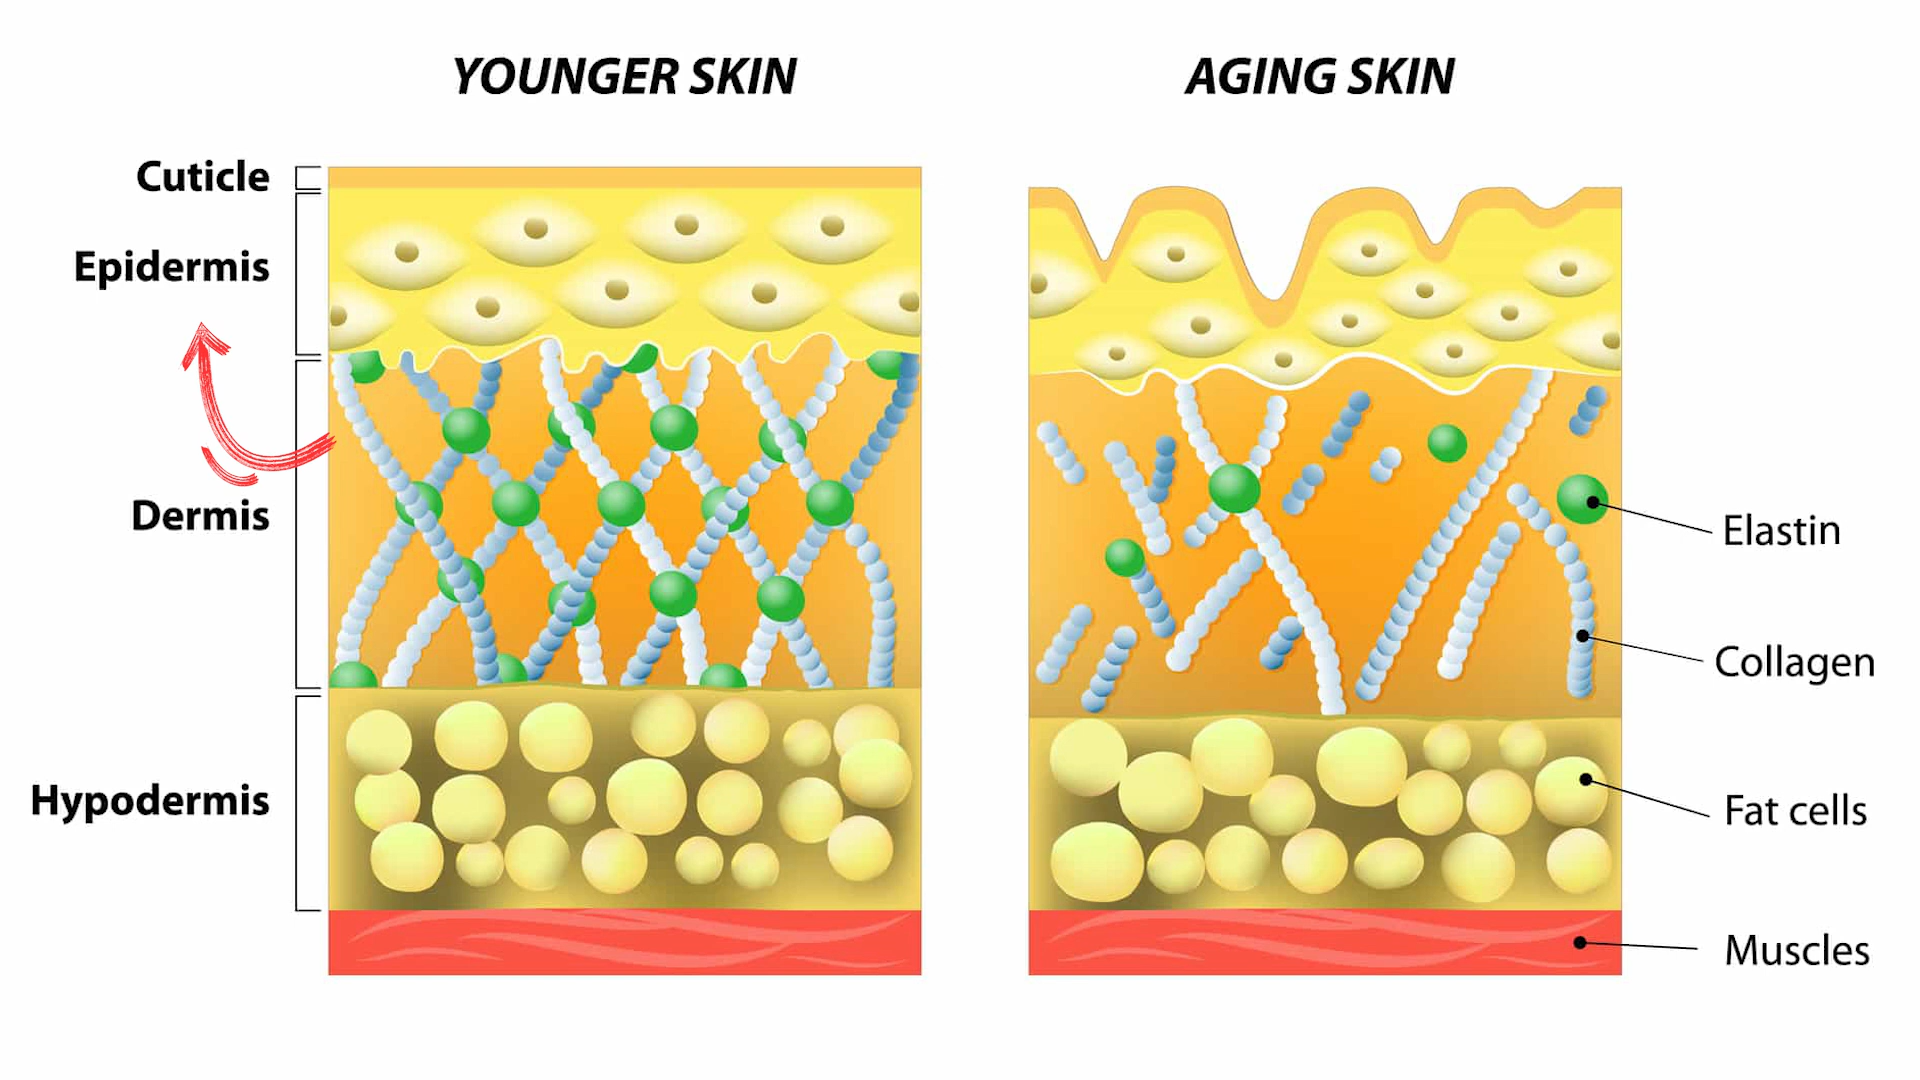 YOUNGER SKIN
AGING SKIN
Cuticle
Epidermis
Dermis
Hypodermis
Elastin
Collagen
Fat cells
Muscles